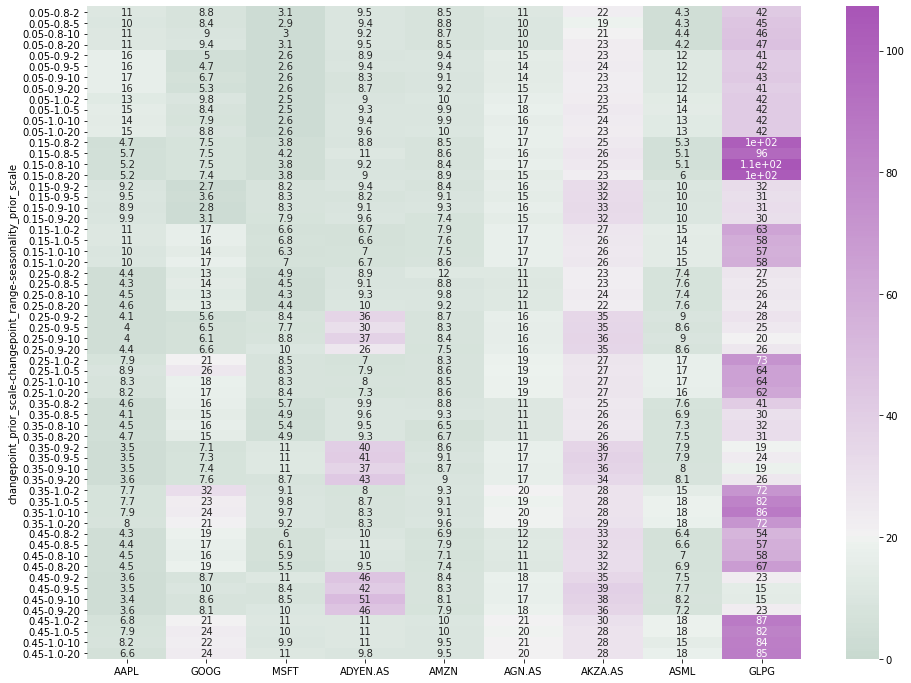 changepoint_prior_scale-changepoint_range-seasonality_prior_scale
0.05-0.8-2 11 8.8 3.1 9.5 8.5 11 22 4.3 42
0.05-0.8-5 10 8.4 2.9 9.4 8.8 10 19 4.3 45
0.05-0.8-10 11 9 3 9.2 8.7 10 21 4.4 46
0.05-0.8-20 11 9.4 3.1 9.5 8.5 10 23 4.2 47
0.05-0.9-2 16 5 2.6 8.9 9.4 15 23 12 41
0.05-0.9-5 16 4.7 2.6 9.4 9.4 14 24 12 42
0.05-0.9-10 17 6.7 2.6 8.3 9.1 14 23 12 43
0.05-0.9-20 16 5.3 2.6 8.7 9.2 15 23 12 41
0.05-1.0-2 13 9.8 2.5 9 10 17 23 14 42
0.05-1.0-5 15 8.4 2.5 9.3 9.9 18 25 14 42
0.05-1.0-10 14 7.9 2.6 9.4 9.9 16 24 13 42
0.05-1.0-20 15 8.8 2.6 9.6 10 17 23 13 42
0.15-0.8-2 4.7 7.5 3.8 8.8 8.5 17 26 5.3 1e+02
0.15-0.8-5 5.7 7.5 4.2 11 8.6 16 26 5.1 96
0.15-0.8-10 5.2 7.5 3.8 9.2 8.4 17 25 5.1 1.1e+02
0.15-0.8-20 5.2 7.4 3.8 9 8.9 15 23 6 1e+02
0.15-0.9-2 9.2 2.7 8.2 9.4 8.4 16 32 10 32
0.15-0.9-5 9.5 3.6 8.3 8.2 9.1 15 32 10 31
0.15-0.9-10 8.9 2.8 8.3 9.1 9.3 16 33 10 31
0.15-0.9-20 9.9 3.1 7.9 9.6 7.4 15 32 10 30
0.15-1.0-2 11 17 6.6 6.7 7.9 17 27 15 63
0.15-1.0-5 11 16 6.8 6.6 7.6 17 26 14 58
0.15-1.0-10 10 14 6.3 7 7.5 17 26 15 57
0.15-1.0-20 10 17 7 6.7 8.6 17 26 15 58
0.25-0.8-2 4.4 13 4.9 8.9 12 11 23 7.4 27
0.25-0.8-5 4.3 14 4.5 9.1 8.8 11 23 7.6 25
0.25-0.8-10 4.5 13 4.3 9.3 9.8 12 24 7.4 26
0.25-0.8-20 4.6 13 4.4 10 9.2 11 22 7.6 24
0.25-0.9-2 4.1 5.6 8.4 36 8.7 16 35 9 28
0.25-0.9-5 4 6.5 7.7 30 8.3 16 35 8.6 25
0.25-0.9-10 4 6.1 8.8 37 8.4 16 36 9 20
0.25-0.9-20 4.4 6.6 10 26 7.5 16 35 8.6 26
0.25-1.0-2 7.9 21 8.5 7 8.3 19 27 17 73
0.25-1.0-5 8.9 26 8.3 7.9 8.6 19 27 17 64
0.25-1.0-10 8.3 18 8.3 8 8.5 19 27 17 64
0.25-1.0-20 8.2 17 8.4 7.3 8.6 19 27 16 62
0.35-0.8-2 4.6 16 5.7 9.9 8.8 11 25 7.6 41
0.35-0.8-5 4.1 15 4.9 9.6 9.3 11 26 6.9 30
0.35-0.8-10 4.5 16 5.4 9.5 6.5 11 26 7.3 32
0.35-0.8-20 4.7 15 4.9 9.3 6.7 11 26 7.5 31
0.35-0.9-2 3.5 7.1 11 40 8.6 17 36 7.9 19
0.35-0.9-5 3.5 7.3 11 41 9.1 17 37 7.9 24
0.35-0.9-10 3.5 7.4 11 37 8.7 17 36 8 19
0.35-0.9-20 3.6 7.6 8.7 43 9 17 34 8.1 26
0.35-1.0-2 7.7 32 9.1 8 9.3 20 28 15 72
0.35-1.0-5 7.7 23 9.8 8.7 9.1 19 28 18 82
0.35-1.0-10 7.9 24 9.7 8.3 9.1 20 28 18 86
0.35-1.0-20 8 21 9.2 8.3 9.6 19 29 18 72
0.45-0.8-2 4.3 19 6 10 6.9 12 33 6.4 54
0.45-0.8-5 4.4 17 6.1 11 7.9 12 32 6.6 57
0.45-0.8-10 4.5 16 5.9 10 7.1 11 32 7 58
0.45-0.8-20 4.5 19 5.5 9.5 7.4 11 32 6.9 67
0.45-0.9-2 3.6 8.7 11 46 8.4 18 35 7.5 23
0.45-0.9-5 3.5 10 8.4 42 8.3 17 39 7.7 15
0.45-0.9-10 3.4 8.6 8.5 51 8.1 17 38 8.2 15
0.45-0.9-20 3.6 8.1 10 46 7.9 18 36 7.2 23
0.45-1.0-2 6.8 21 11 11 10 21 30 18 87
0.45-1.0-5 7.9 24 10 11 10 20 28 18 82
0.45-1.0-10 8.2 22 9.9 11 9.5 21 28 15 84
0.45-1.0-20 6.6 24 11 9.8 9.5 20 28 18 85
AAPL GOOG MSFT ADYEN.AS AMZN AGN.AS AKZA.AS ASML GLPG
100
80
60
40
20
0